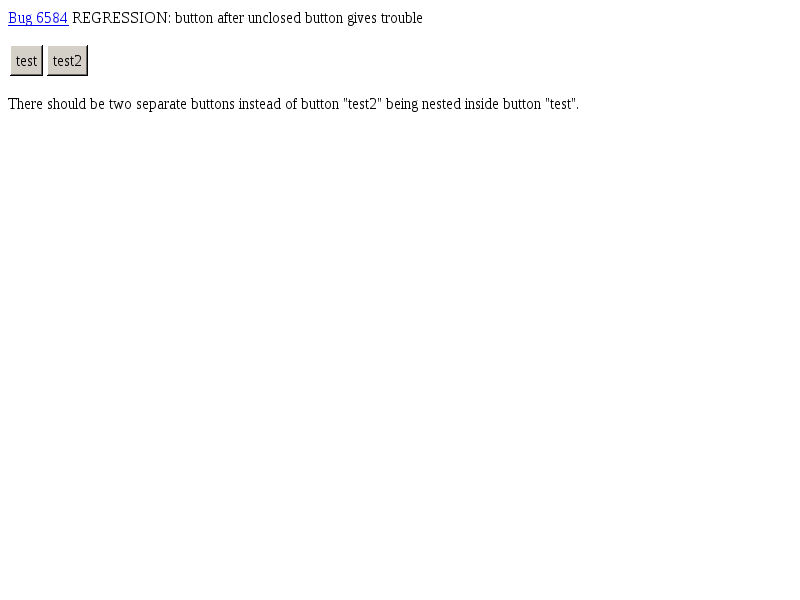 Bug 6584 REGRESSION: button after unclosed button gives trouble
test test2
There should be two separate buttons instead of button "test2" being nested inside button "test".